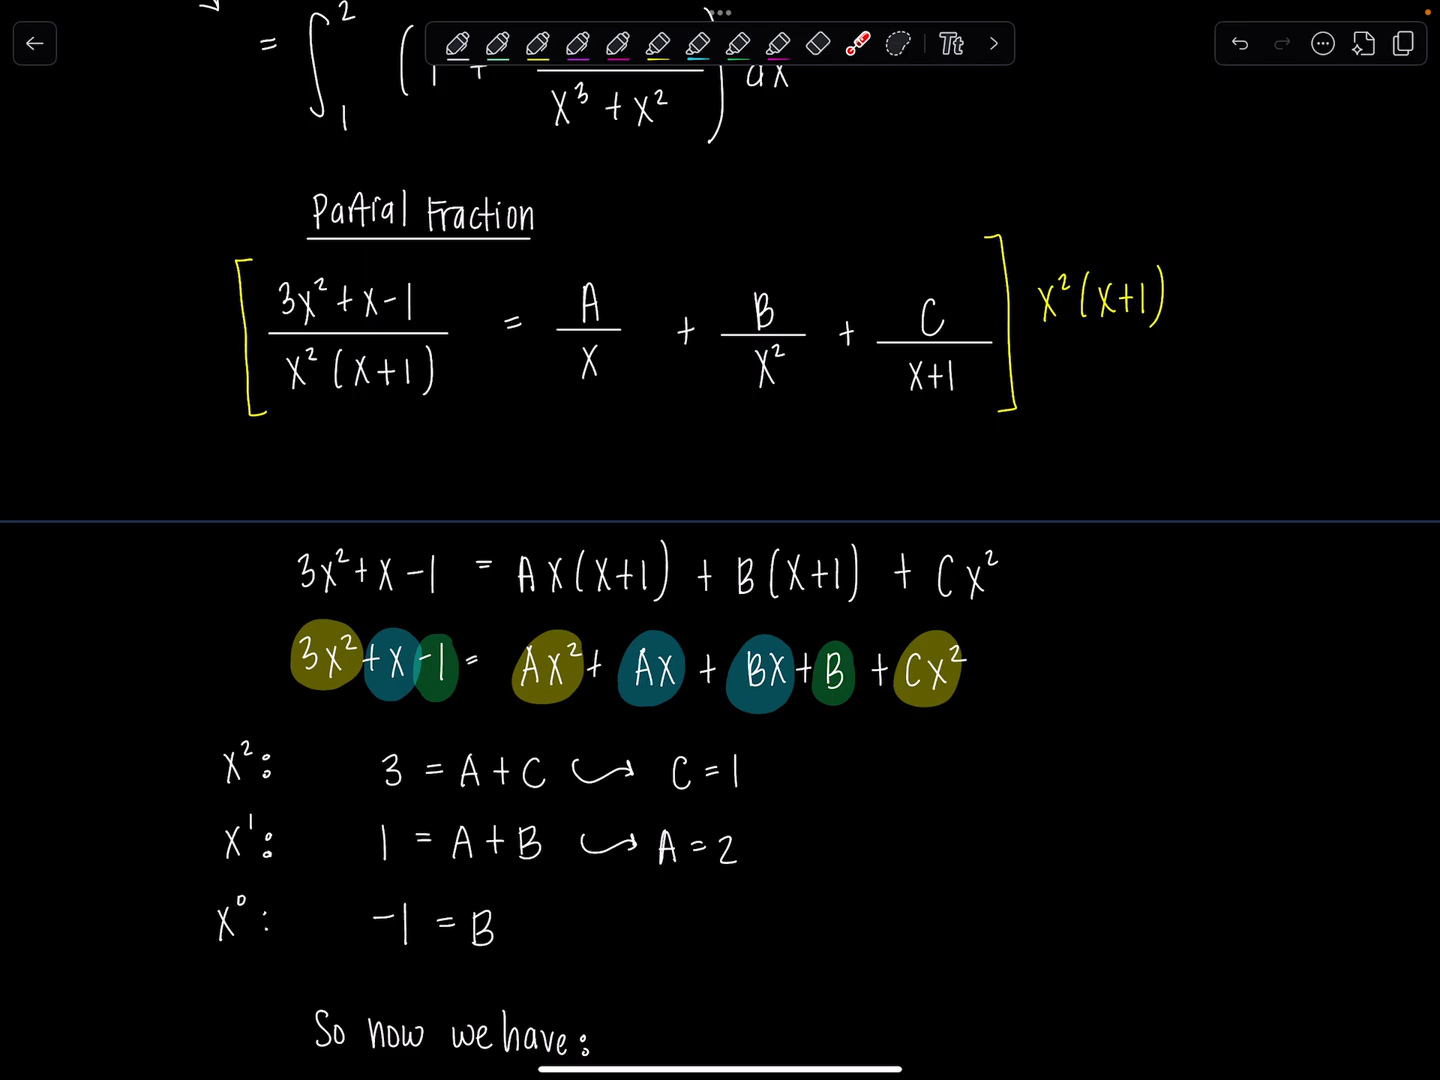 = ∫₁² (1 + ─── / x³ + x²) dx
Tt
Partial Fraction
[ (3x² + x - 1) / (x²(x+1)) = A/x + B/x² + C/(x+1) ] x²(x+1)
3x² + x - 1 = Ax(x+1) + B(x+1) + Cx²
3x² + x - 1 = Ax² + Ax + Bx + B + Cx²
x²: 3 = A + C ↪ C = 1
x¹: 1 = A + B ↪ A = 2
x⁰: -1 = B
So now we have: